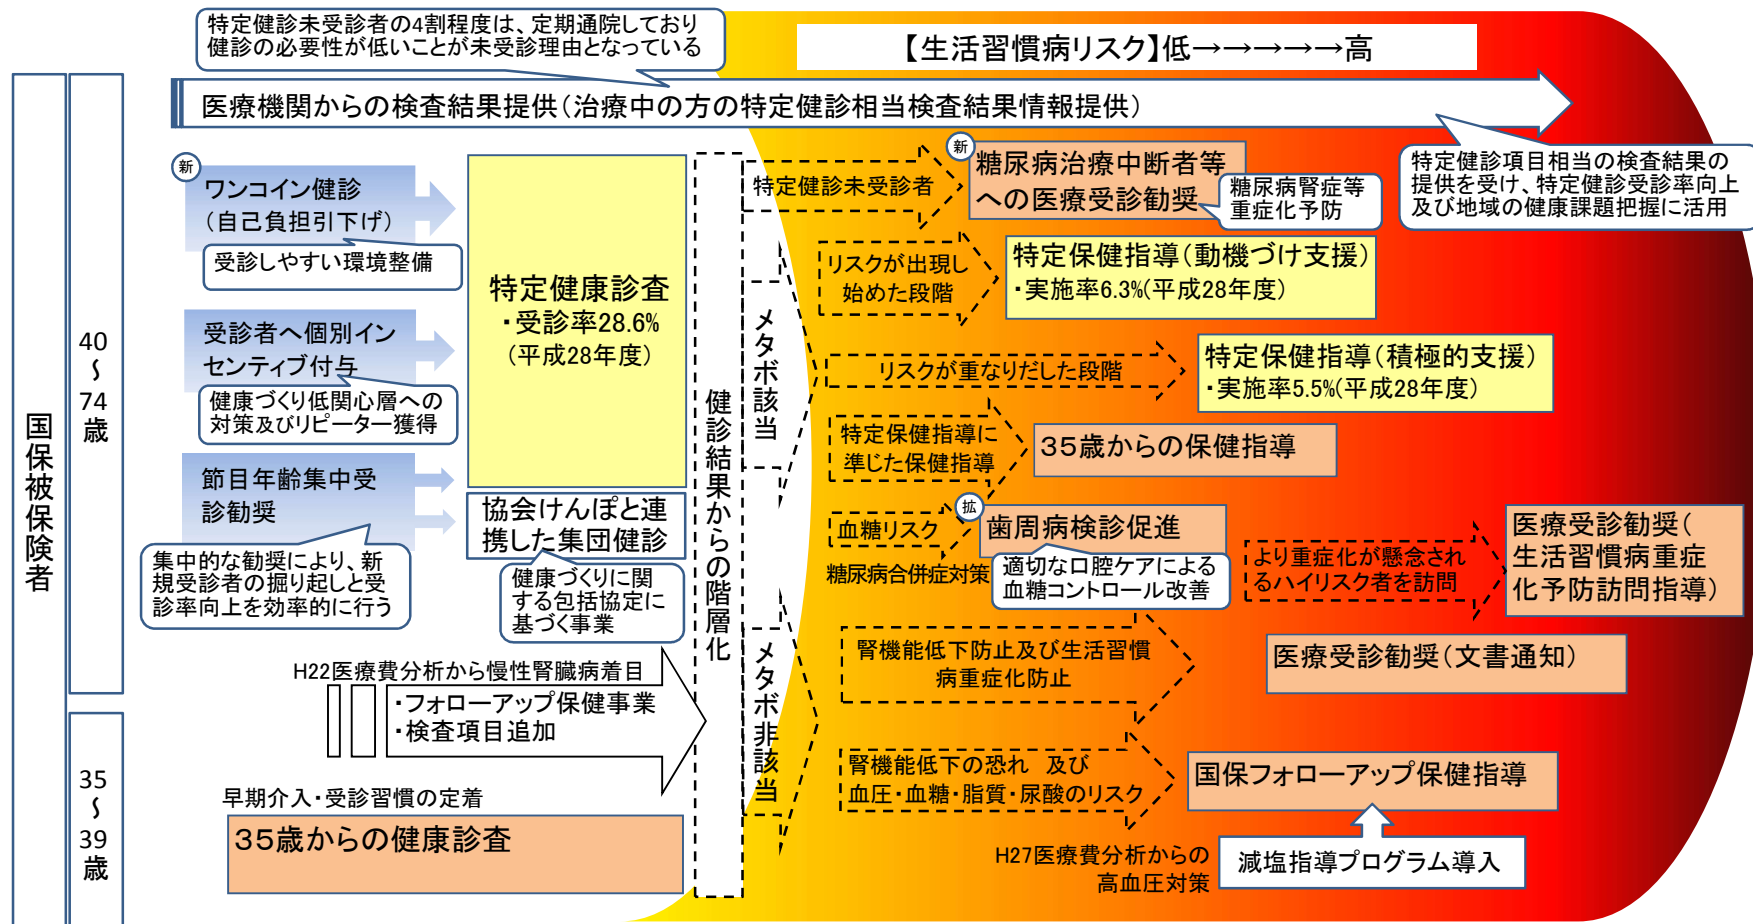 特定健診未受診者の4割程度は、定期通院しており
健診の必要性が低いことが未受診理由となっている
【生活習慣病リスク】低→→→→→高
医療機関からの検査結果提供(治療中の方の特定健診相当検査結果情報提供)
特定健診項目相当の検査結果の
提供を受け、特定健診受診率向上
及び地域の健康課題把握に活用
国保被保険者
40
〜
74
歳
35
〜
39
歳
新
ワンコイン健診
(自己負担引下げ)
受診しやすい環境整備
受診者へ個別イン
センティブ付与
健康づくり低関心層への
対策及びリピーター獲得
節目年齢集中受
診勧奨
集中的な勧奨により、新
規受診者の掘り起しと受
診率向上を効率的に行う
特定健康診査
・受診率28.6%
(平成28年度)
協会けんぽと連
携した集団健診
健康づくりに関
する包括協定に
基づく事業
H22医療費分析から慢性腎臓病着目
・フォローアップ保健事業
・検査項目追加
早期介入・受診習慣の定着
35歳からの健康診査
健診結果からの階層化
メタボ該当
メタボ非該当
特定健診未受診者
新
糖尿病治療中断者等
への医療受診勧奨
糖尿病腎症等
重症化予防
リスクが出現し
始めた段階
特定保健指導(動機づけ支援)
・実施率6.3%(平成28年度)
リスクが重なりだした段階
特定保健指導(積極的支援)
・実施率5.5%(平成28年度)
特定保健指導に
準じた保健指導
35歳からの保健指導
血糖リスク
糖尿病合併症対策
拡
歯周病検診促進
適切な口腔ケアによる
血糖コントロール改善
より重症化が懸念され
るハイリスク者を訪問
医療受診勧奨(
生活習慣病重症
化予防訪問指導)
腎機能低下防止及び生活習慣
病重症化防止
医療受診勧奨(文書通知)
腎機能低下の恐れ 及び
血圧・血糖・脂質・尿酸のリスク
国保フォローアップ保健指導
H27医療費分析からの
高血圧対策
減塩指導プログラム導入